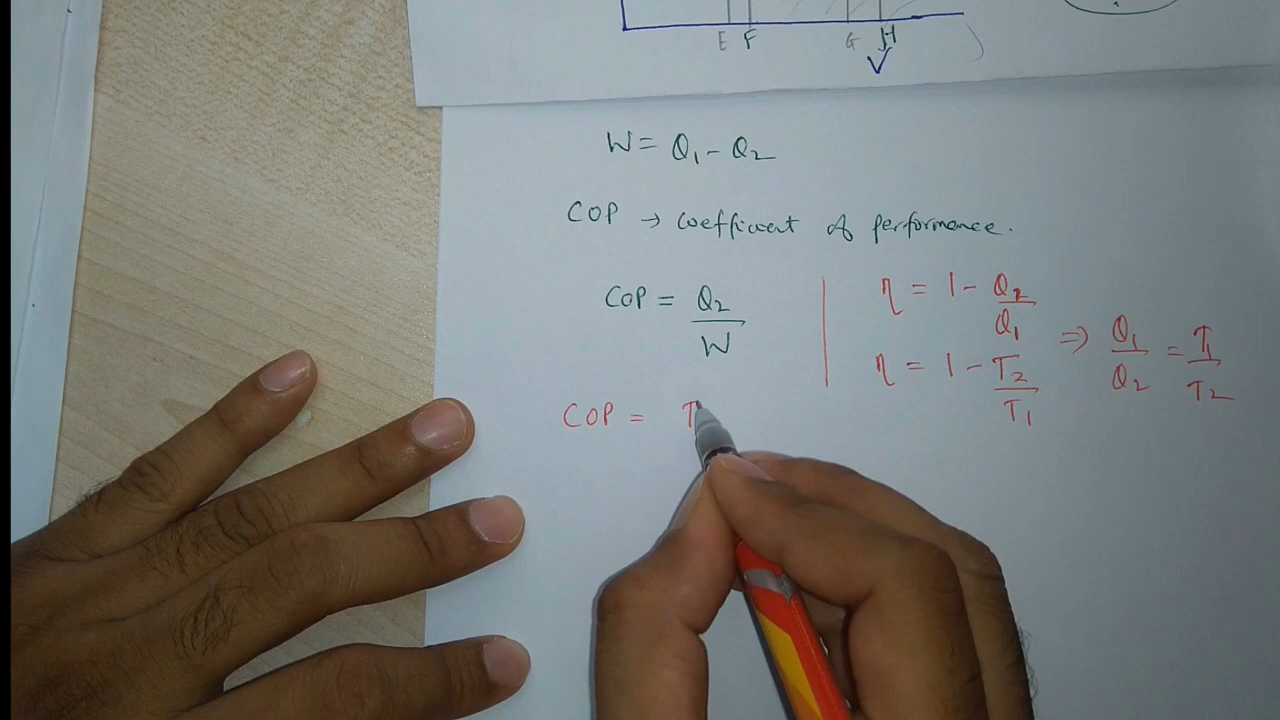 E F G H
V
W = Q₁ - Q₂
COP → coefficient of performance.
COP = Q₂/W
η = 1 - Q₂/Q₁
η = 1 - T₂/T₁ ⇒ Q₁/Q₂ = T₁/T₂
COP = T